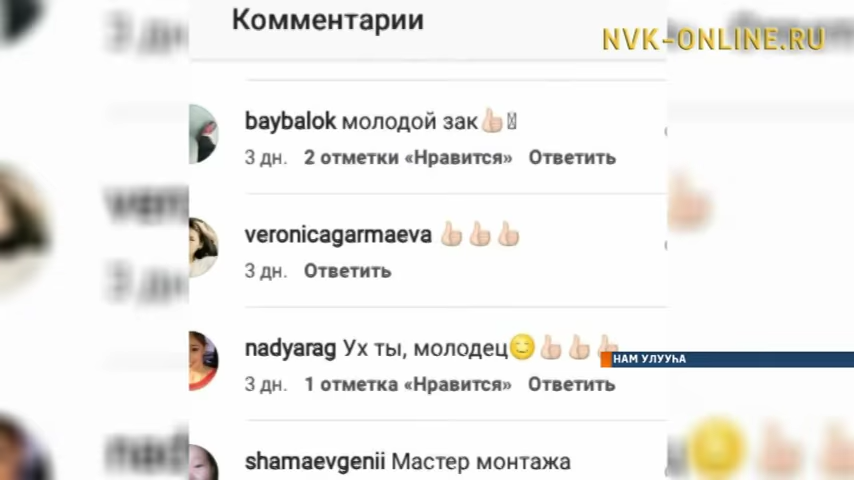 Комментарии
NVK-ONLINE.RU
baybalok молодой зак👍🏻
3 дн. 2 отметки «Нравится» Ответить
veronicagarmaeva 👍🏻👍🏻👍🏻
3 дн. Ответить
nadyarag Ух ты, молодец😊👍🏻👍🏻👍🏻
НАМ УЛУУҺА
3 дн. 1 отметка «Нравится» Ответить
shamaevgenii Мастер монтажа